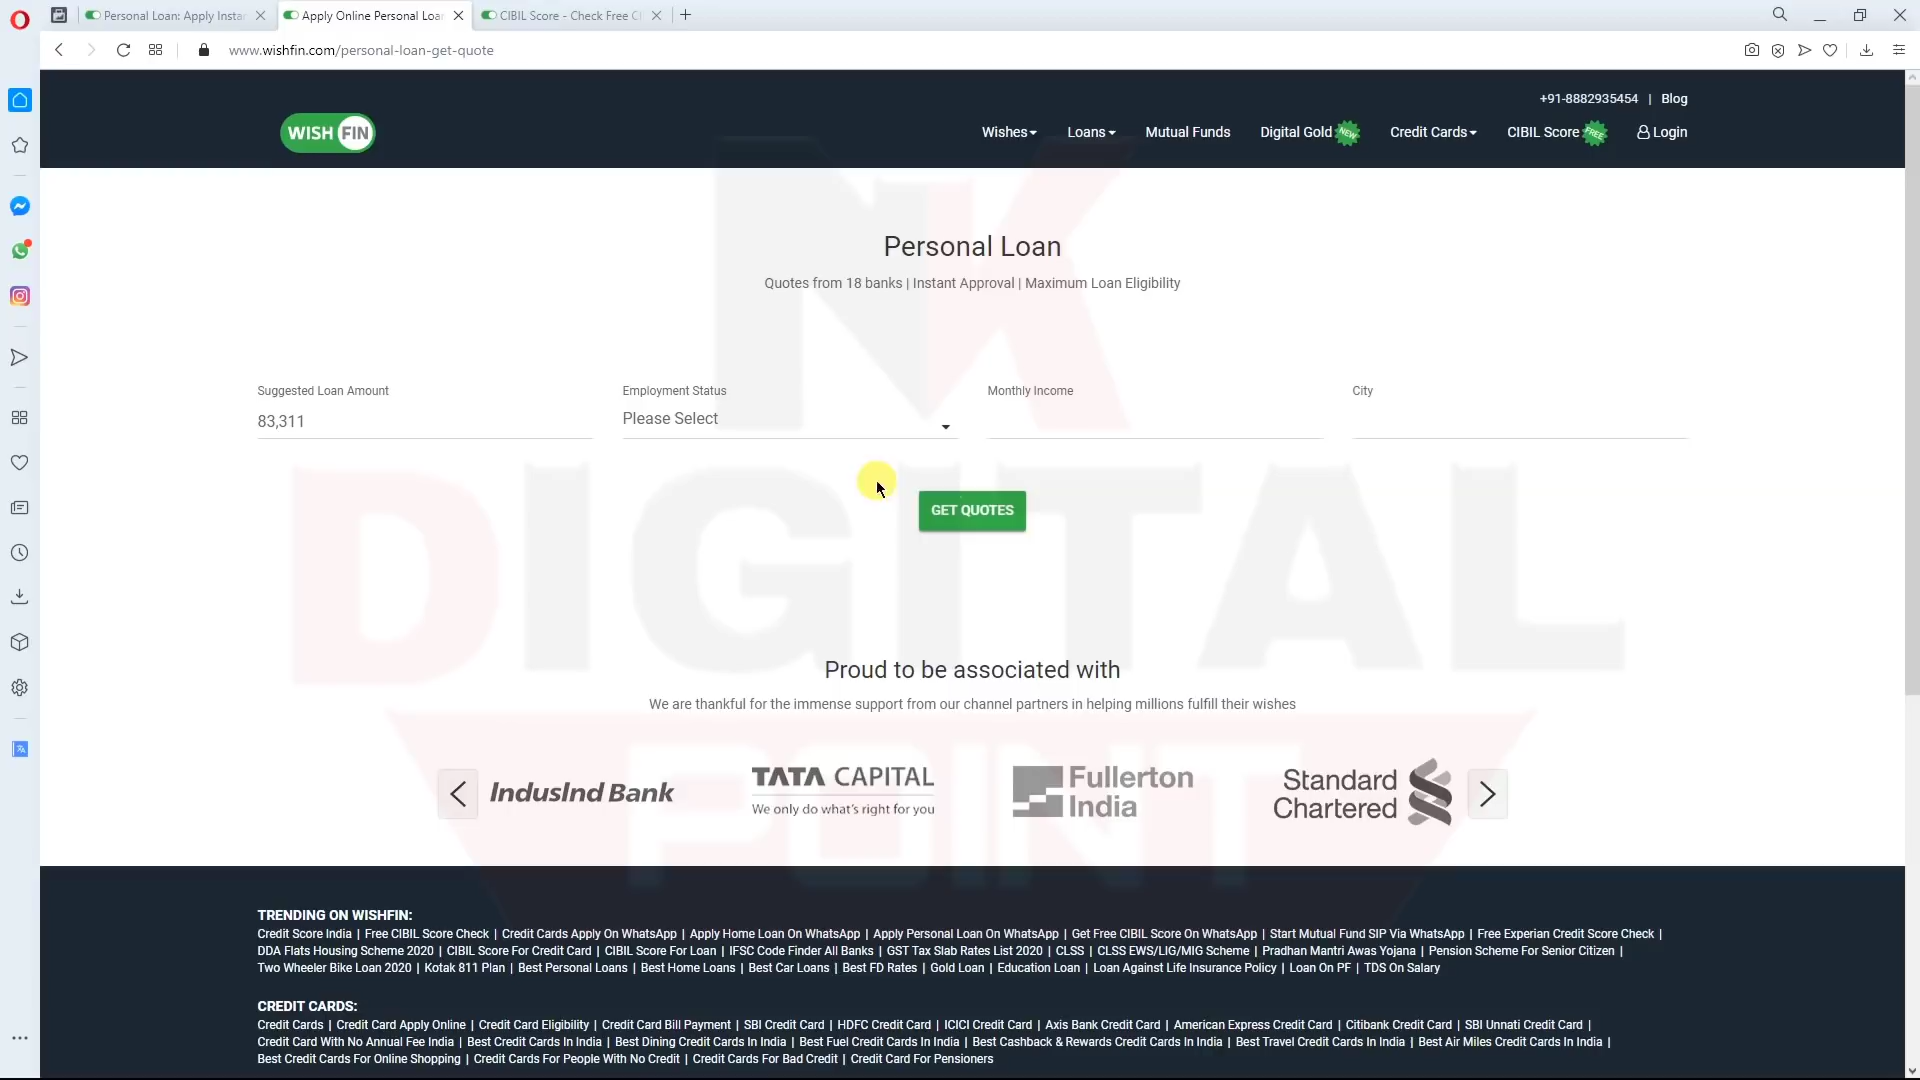 Personal Loan: Apply Instan
Apply Online Personal Loan
CIBIL Score - Check Free C
www.wishfin.com/personal-loan-get-quote
+91-8882935454 | Blog
WISH FIN
Wishes
Loans
Mutual Funds
Digital Gold NEW
Credit Cards
CIBIL Score FREE
Login
NK
DIGITAL
POINT
Personal Loan
Quotes from 18 banks | Instant Approval | Maximum Loan Eligibility
Suggested Loan Amount
83,311
Employment Status
Please Select
Monthly Income
City
GET QUOTES
Proud to be associated with
We are thankful for the immense support from our channel partners in helping millions fulfill their wishes
IndusInd Bank
TATA CAPITAL
We only do what's right for you
Fullerton
India
Standard
Chartered
TRENDING ON WISHFIN:
Credit Score India | Free CIBIL Score Check | Credit Cards Apply On WhatsApp | Apply Home Loan On WhatsApp | Apply Personal Loan On WhatsApp | Get Free CIBIL Score On WhatsApp | Start Mutual Fund SIP Via WhatsApp | Free Experian Credit Score Check |
DDA Flats Housing Scheme 2020 | CIBIL Score For Credit Card | CIBIL Score For Loan | IFSC Code Finder All Banks | GST Tax Slab Rates List 2020 | CLSS | CLSS EWS/LIG/MIG Scheme | Pradhan Mantri Awas Yojana | Pension Scheme For Senior Citizen |
Two Wheeler Bike Loan 2020 | Kotak 811 Plan | Best Personal Loans | Best Home Loans | Best Car Loans | Best FD Rates | Gold Loan | Education Loan | Loan Against Life Insurance Policy | Loan On PF | TDS On Salary
CREDIT CARDS:
Credit Cards | Credit Card Apply Online | Credit Card Eligibility | Credit Card Bill Payment | SBI Credit Card | HDFC Credit Card | ICICI Credit Card | Axis Bank Credit Card | American Express Credit Card | Citibank Credit Card | SBI Unnati Credit Card |
Credit Card With No Annual Fee India | Best Credit Cards In India | Best Dining Credit Cards In India | Best Fuel Credit Cards In India | Best Cashback & Rewards Credit Cards In India | Best Travel Credit Cards In India | Best Air Miles Credit Cards In India |
Best Credit Cards For Online Shopping | Credit Cards For People With No Credit | Credit Cards For Bad Credit | Credit Card For Pensioners